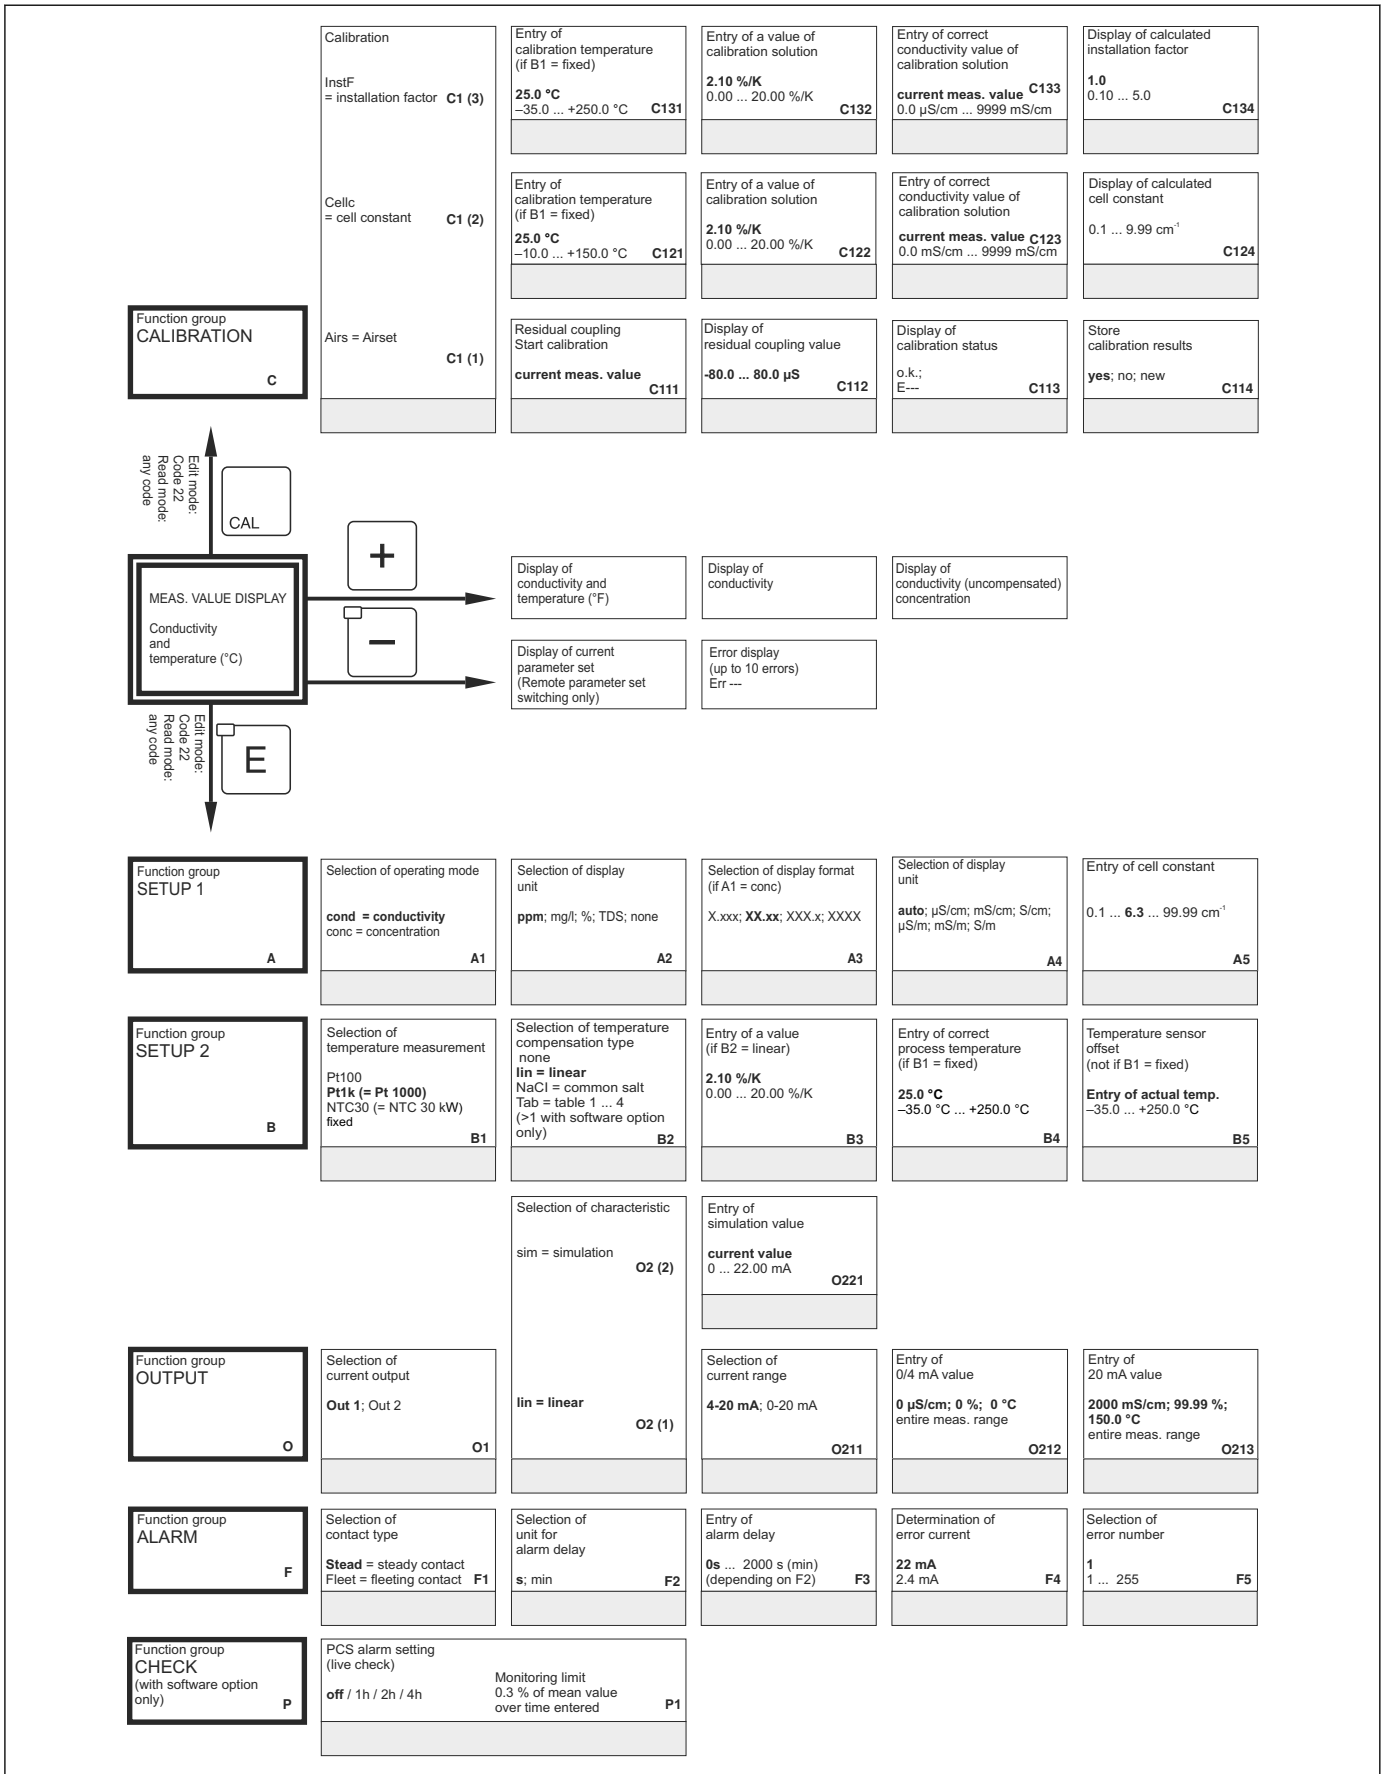 Calibration
InstF
= installation factor C1 (3)
Entry of
calibration temperature
(if B1 = fixed)
25.0 °C
–35.0 ... +250.0 °C C131
Entry of a value of
calibration solution
2.10 %/K
0.00 ... 20.00 %/K
C132
Entry of correct
conductivity value of
calibration solution
C133
current meas. value
0.0 µS/cm ... 9999 mS/cm
Display of calculated
installation factor
1.0
0.10 ... 5.0
C134
Cellc
= cell constant C1 (2)
Entry of
calibration temperature
(if B1 = fixed)
25.0 °C
–10.0 ... +150.0 °C C121
Entry of a value of
calibration solution
2.10 %/K
0.00 ... 20.00 %/K
C122
Entry of correct
conductivity value of
calibration solution
current meas. value C123
0.0 mS/cm ... 9999 mS/cm
Display of calculated
cell constant
0.1 ... 9.99 cm⁻¹
C124
Function group
CALIBRATION
C
Airs = Airset
C1 (1)
Residual coupling
Start calibration
current meas. value
C111
Display of
residual coupling value
-80.0 ... 80.0 µS
C112
Display of
calibration status
o.k.;
E---
C113
Store
calibration results
yes; no; new
C114
Edit mode:
Code 22
Read mode:
any code
CAL
+
–
MEAS. VALUE DISPLAY
Conductivity
and
temperature (°C)
Display of
conductivity and
temperature (°F)
Display of
conductivity
Display of
conductivity (uncompensated)
concentration
Display of current
parameter set
(Remote parameter set
switching only)
Error display
(up to 10 errors)
Err ---
Edit mode:
Code 22
Read mode:
any code
E
Function group
SETUP 1
A
Selection of operating mode
cond = conductivity
conc = concentration
A1
Selection of display
unit
ppm; mg/l; %; TDS; none
A2
Selection of display format
(if A1 = conc)
X.xxx; XX.xx; XXX.x; XXXX
A3
Selection of display
unit
auto; µS/cm; mS/cm; S/cm;
µS/m; mS/m; S/m
A4
Entry of cell constant
0.1 ... 6.3 ... 99.99 cm⁻¹
A5
Function group
SETUP 2
B
Selection of
temperature measurement
Pt100
Pt1k (= Pt 1000)
NTC30 (= NTC 30 kW)
fixed
B1
Selection of temperature
compensation type
none
lin = linear
NaCl = common salt
Tab = table 1 ... 4
(>1 with software option
only)
B2
Entry of a value
(if B2 = linear)
2.10 %/K
0.00 ... 20.00 %/K
B3
Entry of correct
process temperature
(if B1 = fixed)
25.0 °C
–35.0 °C ... +250.0 °C
B4
Temperature sensor
offset
(not if B1 = fixed)
Entry of actual temp.
–35.0 ... +250.0 °C
B5
Selection of characteristic
sim = simulation
O2 (2)
Entry of
simulation value
current value
0 ... 22.00 mA
O221
Function group
OUTPUT
O
Selection of
current output
Out 1; Out 2
O1
lin = linear
O2 (1)
Selection of
current range
4-20 mA; 0-20 mA
O211
Entry of
0/4 mA value
0 µS/cm; 0 %; 0 °C
entire meas. range
O212
Entry of
20 mA value
2000 mS/cm; 99.99 %;
150.0 °C
entire meas. range
O213
Function group
ALARM
F
Selection of
contact type
Stead = steady contact
Fleet = fleeting contact F1
Selection of
unit for
alarm delay
s; min F2
Entry of
alarm delay
0s ... 2000 s (min)
(depending on F2) F3
Determination of
error current
22 mA
2.4 mA F4
Selection of
error number
1
1 ... 255 F5
Function group
CHECK
(with software option
only)
P
PCS alarm setting
(live check)
off / 1h / 2h / 4h
Monitoring limit
0.3 % of mean value
over time entered
P1